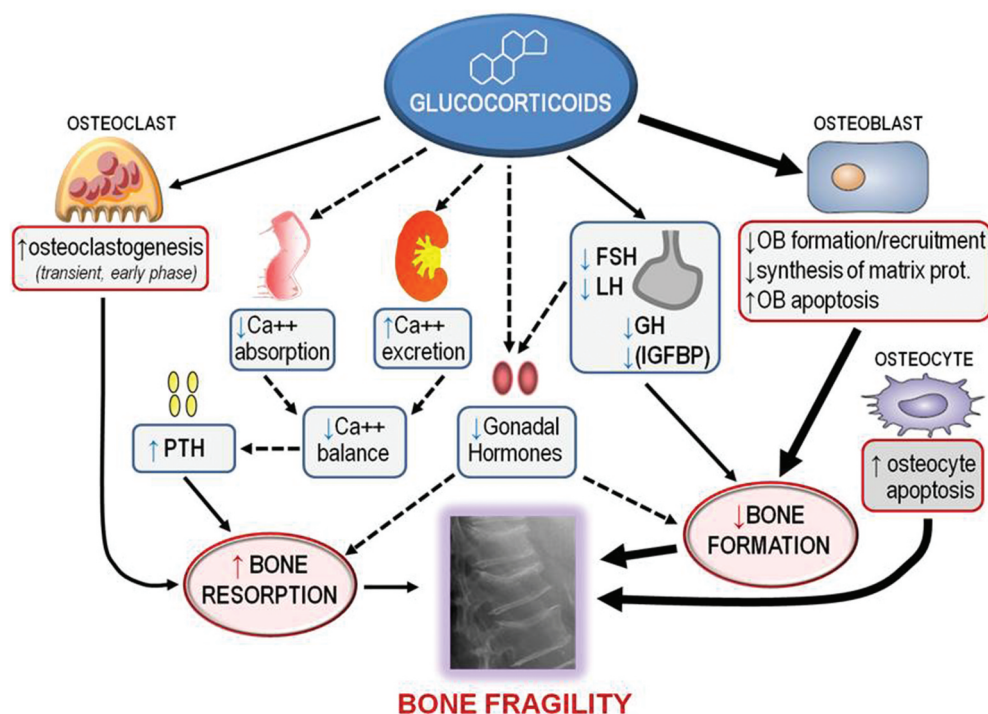 GLUCOCORTICOIDS
OSTEOCLAST
↑osteoclastogenesis
(transient, early phase)
↓Ca++
absorption
↑Ca++
excretion
↓FSH
↓LH
↓GH
↓(IGFBP)
OSTEOBLAST
↓OB formation/recruitment
↓synthesis of matrix prot.
↑OB apoptosis
OSTEOCYTE
↑ osteocyte
apoptosis
↑ PTH
↓Ca++
balance
↓Gonadal
Hormones
↑ BONE
RESORPTION
↓BONE
FORMATION
BONE FRAGILITY